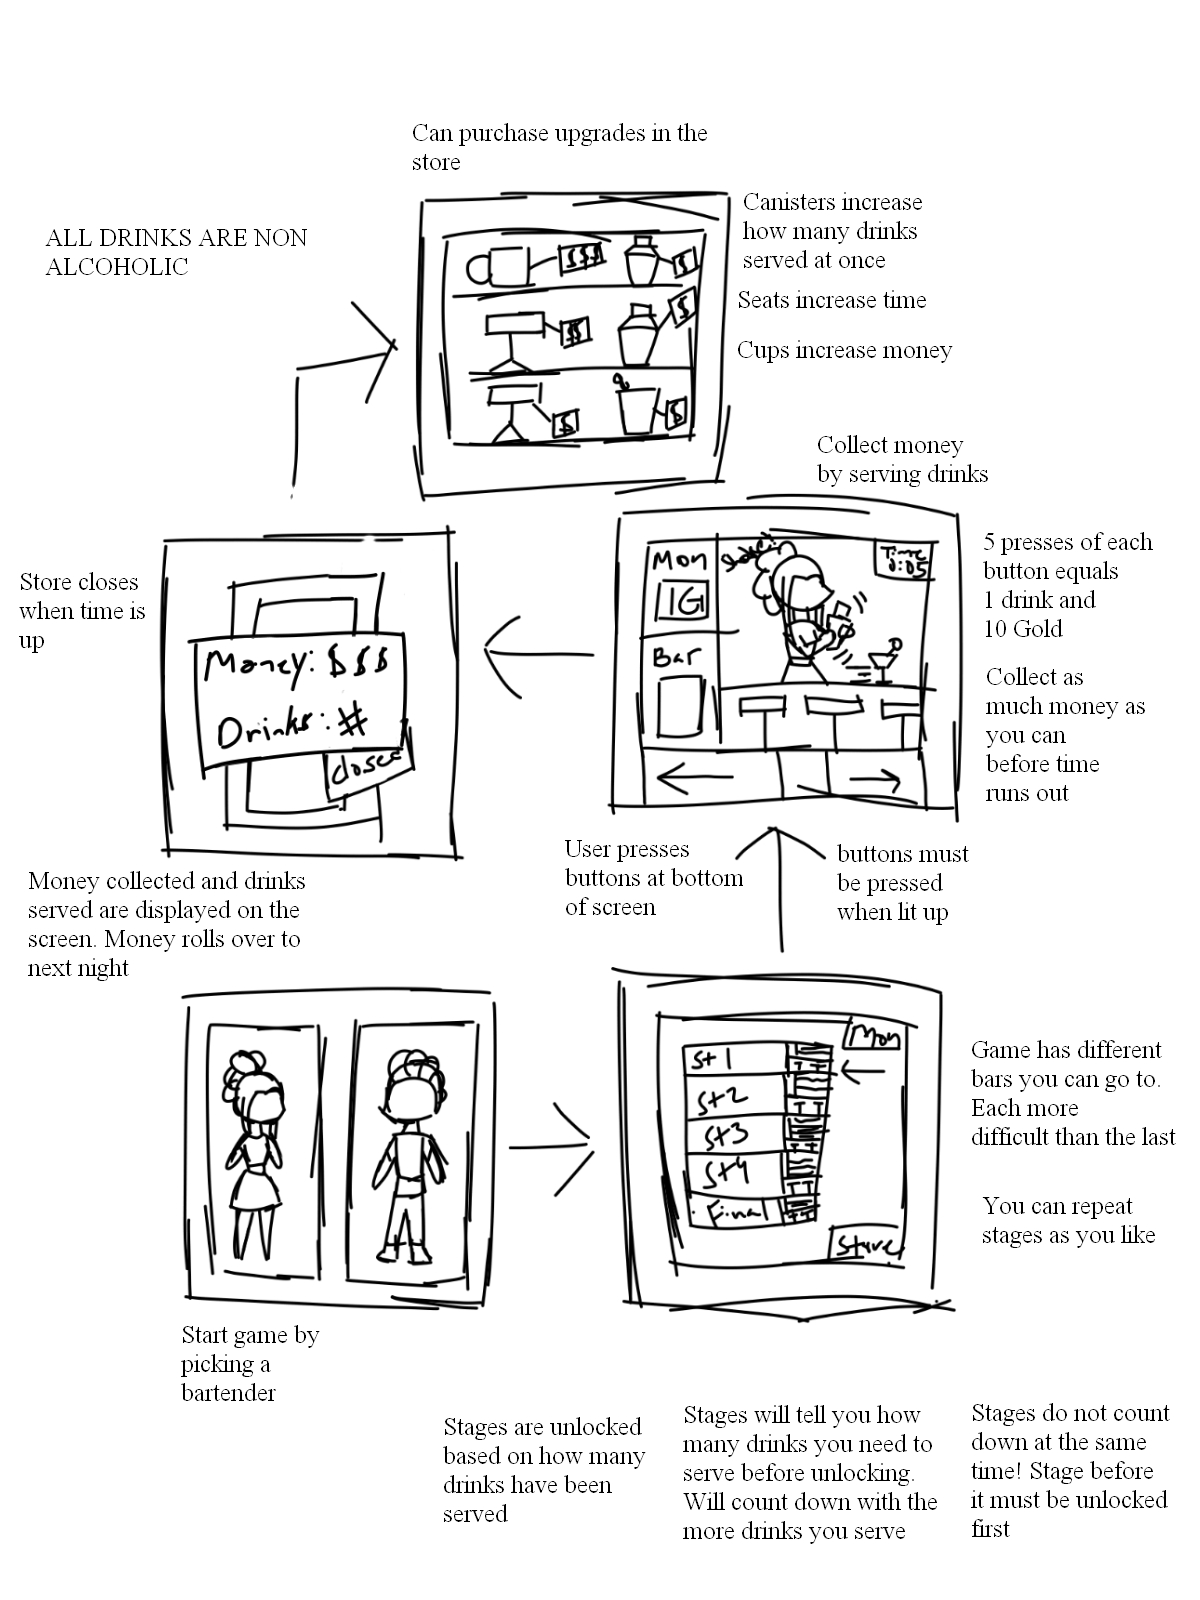 Can purchase upgrades in the
store
ALL DRINKS ARE NON
ALCOHOLIC
$$$
$
$$
$
$
$
Canisters increase
how many drinks
served at once
Seats increase time
Cups increase money
Collect money
by serving drinks
Store closes
when time is
up
Money: $$$
Drinks: #
closed
Mon
1G
Bar
Time
0:05
5 presses of each
button equals
1 drink and
10 Gold
Collect as
much money as
you can
before time
runs out
Money collected and drinks
served are displayed on the
screen. Money rolls over to
next night
User presses
buttons at bottom
of screen
buttons must
be pressed
when lit up
Mon
St 1
St 2
St 3
St 4
Final
Store
Game has different
bars you can go to.
Each more
difficult than the last
You can repeat
stages as you like
Start game by
picking a
bartender
Stages are unlocked
based on how many
drinks have been
served
Stages will tell you how
many drinks you need to
serve before unlocking.
Will count down with the
more drinks you serve
Stages do not count
down at the same
time! Stage before
it must be unlocked
first